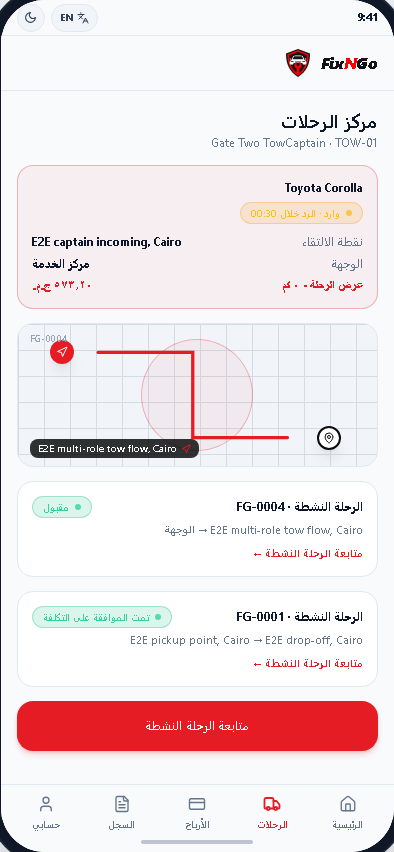 9:41
EN
FixNGo
مركز الرحلات
Gate Two TowCaptain · TOW-01
Toyota Corolla
وارد · الرد خلال 00:30
نقطة الالتقاء E2E captain incoming, Cairo
الوجهة مركز الخدمة
عرض الرحلة · ٠ كم ٥٧٣٫٢٠ ج.م.
FG-0004
E2E multi-role tow flow, Cairo
الرحلة النشطة · FG-0004 مقبول
E2E multi-role tow flow, Cairo → الوجهة
متابعة الرحلة النشطة ←
الرحلة النشطة · FG-0001 تمت الموافقة على التكلفة
E2E pickup point, Cairo → E2E drop-off, Cairo
متابعة الرحلة النشطة ←
متابعة الرحلة النشطة
الرئيسية الرحلات الأرباح السجل حسابي